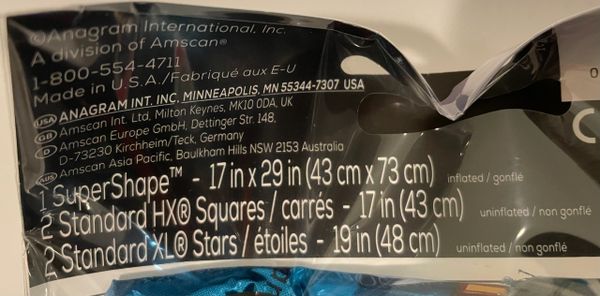 ©Anagram International, Inc.
A division of Amscan®
1-800-554-4711
Made in U.S.A./Fabriqué aux E-U
USA ANAGRAM INT. INC. MINNEAPOLIS, MN 55344-7307 USA
GB Amscan Int. Ltd, Milton Keynes, MK10 0DA, UK
D Amscan Europe GmbH, Dettinger Str. 148,
D-73230 Kirchheim/Teck, Germany
AUS Amscan Asia Pacific, Baulkham Hills NSW 2153 Australia
1 SuperShape™ - 17 in x 29 in (43 cm x 73 cm) inflated / gonflé
2 Standard HX® Squares / carrés - 17 in (43 cm) uninflated / non gonflé
2 Standard XL® Stars / étoiles - 19 in (48 cm) uninflated / non gonflé